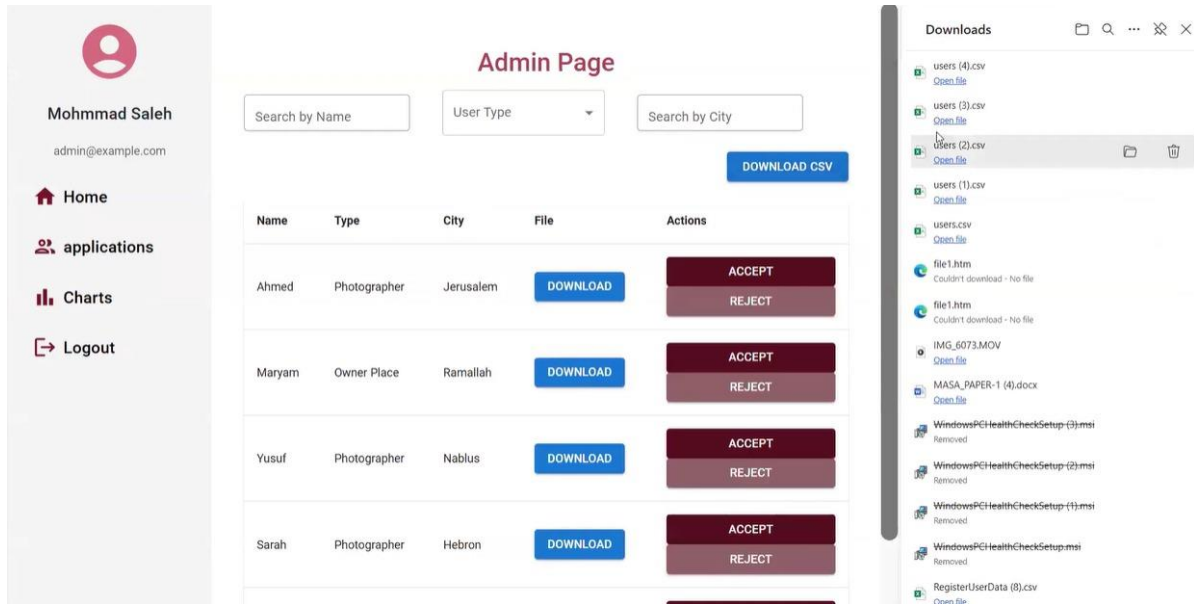 Mohmmad Saleh
admin@example.com
Home
applications
Charts
Logout
Admin Page
Search by Name
User Type
Search by City
DOWNLOAD CSV
Name Type City File Actions
Ahmed Photographer Jerusalem DOWNLOAD ACCEPT
REJECT
Maryam Owner Place Ramallah DOWNLOAD ACCEPT
REJECT
Yusuf Photographer Nablus DOWNLOAD ACCEPT
REJECT
Sarah Photographer Hebron DOWNLOAD ACCEPT
REJECT
Downloads
users (4).csv
Open file
users (3).csv
Open file
users (2).csv
Open file
users (1).csv
Open file
users.csv
Open file
file1.htm
Couldn't download - No file
file1.htm
Couldn't download - No file
IMG_6073.MOV
Open file
MASA_PAPER-1 (4).docx
Open file
WindowsPCHealthCheckSetup (3).msi
Removed
WindowsPCHealthCheckSetup (2).msi
Removed
WindowsPCHealthCheckSetup (1).msi
Removed
WindowsPCHealthCheckSetup.msi
Removed
RegisterUserData (8).csv
Open file